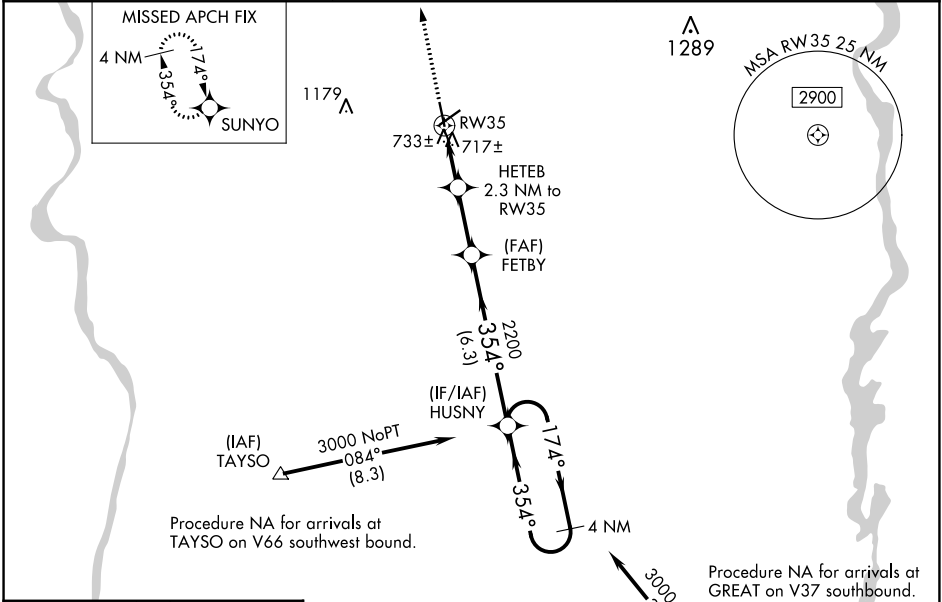 MISSED APCH FIX
4 NM
174°
354°
SUNYO
1179
1289
MSA RW35 25 NM
2900
RW35
733±
717±
HETEB
2.3 NM to
RW35
(FAF)
FETBY
2200
354°
(6.3)
(IF/IAF)
HUSNY
(IAF)
TAYSO
3000 NoPT
084°
(8.3)
174°
354°
4 NM
Procedure NA for arrivals at
TAYSO on V66 southwest bound.
3000
Procedure NA for arrivals at
GREAT on V37 southbound.